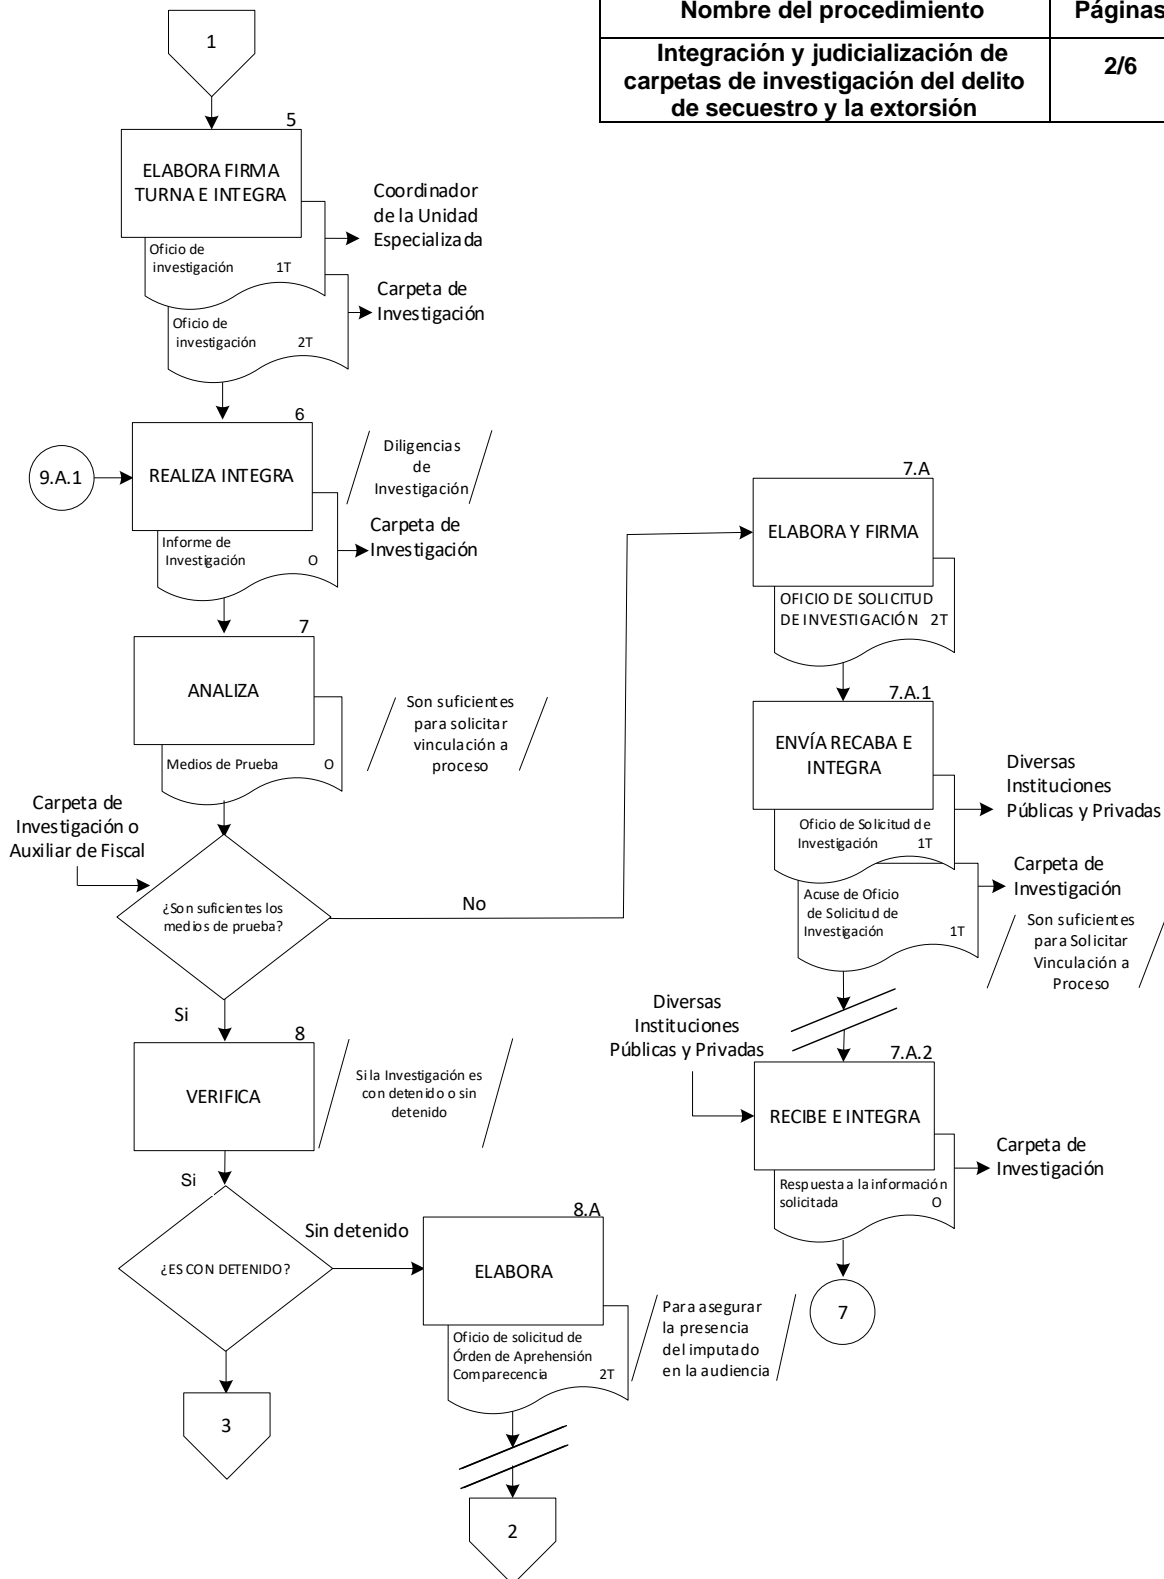 Nombre del procedimiento
Páginas
Integración y judicialización de
carpetas de investigación del delito
de secuestro y la extorsión
2/6
1
5
ELABORA FIRMA
TURNA E INTEGRA
Coordinador
de la Unidad
Especializada
Oficio de
investigación 1T
Carpeta de
Investigación
Oficio de
investigación 2T
6
9.A.1
REALIZA INTEGRA
Diligencias
de
Investigación
Carpeta de
Investigación
Informe de
Investigación O
7
ANALIZA
Son suficientes
para solicitar
vinculación a
proceso
Medios de Prueba O
Carpeta de
Investigación o
Auxiliar de Fiscal
¿Son suficientes los
medios de prueba?
No
Si
8
VERIFICA
Si la Investigación es
con detenido o sin
detenido
Si
¿ES CON DETENIDO?
Sin detenido
3
8.A
ELABORA
Oficio de solicitud de
Órden de Aprehensión
Comparecencia 2T
Para asegurar
la presencia
del imputado
en la audiencia
2
7.A
ELABORA Y FIRMA
OFICIO DE SOLICITUD
DE INVESTIGACIÓN 2T
7.A.1
ENVÍA RECABA E
INTEGRA
Diversas
Instituciones
Públicas y Privadas
Oficio de Solicitud de
Investigación 1T
Carpeta de
Investigación
Acuse de Oficio
de Solicitud de
Investigación 1T
Son suficientes
para Solicitar
Vinculación a
Proceso
Diversas
Instituciones
Públicas y Privadas
7.A.2
RECIBE E INTEGRA
Carpeta de
Investigación
Respuesta a la información
solicitada O
7